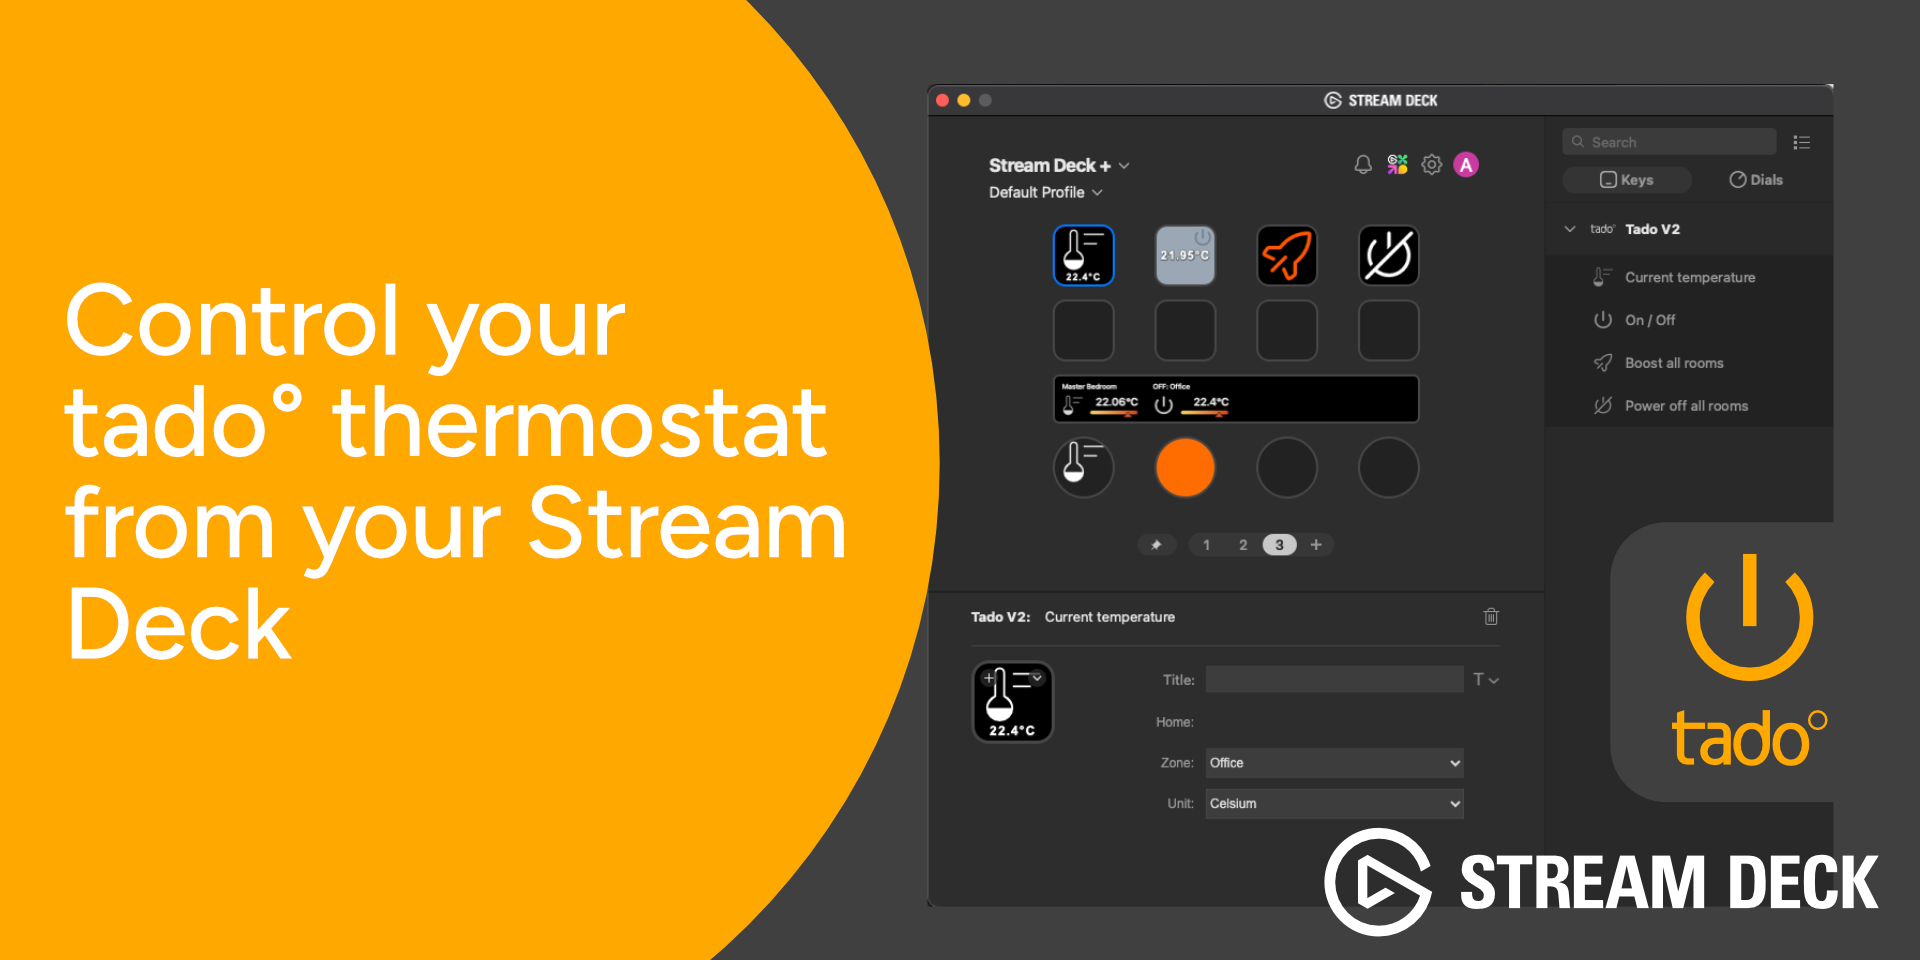 Control your
tado° thermostat
from your Stream
Deck
STREAM DECK
Stream Deck +
Default Profile
A
22.4°C
21.95°C
Master Bedroom
22.06°C
OFF: Office
22.4°C
1 2 3 +
Search
Keys
Dials
tado° Tado V2
Current temperature
On / Off
Boost all rooms
Power off all rooms
Tado V2: Current temperature
22.4°C
Title:
T
Home:
Zone: Office
Unit: Celsium
tado°
STREAM DECK